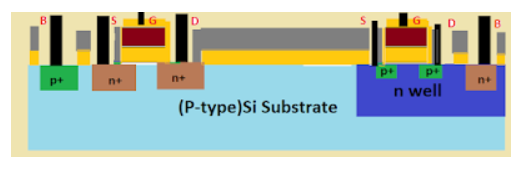 B S G D S G D B
p+ n+ n+ p+ p+ n+
n well
(P-type)Si Substrate